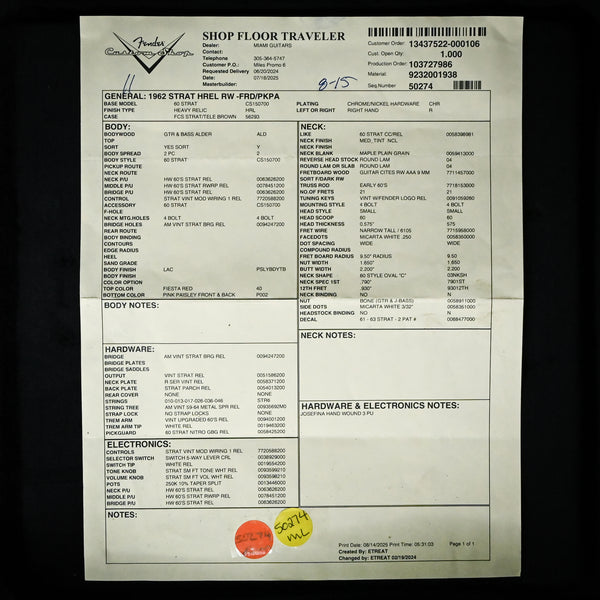 Fender
Custom Shop
SHOP FLOOR TRAVELER
Dealer: MIAMI GUITARS
Contact:
Telephone 305-364-5747
Customer P.O.: Miles Promo 6
Requested Delivery 06/20/2024
Dater: 07/18/2025
Masterbuilder:
Customer Order: 13437522-000106
Cust. Open Qty: 1.000
Production Order: 103727986
Material: 9232001938
Seq.Number 50274
11
8-15
GENERAL: 1962 STRAT HREL RW -FRD/PKPA
BASE MODEL 60 STRAT CS150700 PLATING CHROME/NICKEL HARDWARE CHR
FINISH TYPE HEAVY RELIC HRL LEFT OR RIGHT RIGHT HAND R
CASE FCS STRAT/TELE BROWN 56293
BODY:
BODYWOOD GTR & BASS ALDER ALD
TOP
SORT YES SORT Y
BODY SPREAD 2 PC 2
BODY STYLE 60 STRAT CS150700
PICKUP ROUTE
NECK ROUTE
NECK P/U HW 60'S STRAT REL 0063626200
MIDDLE P/U HW 60'S STRAT RWRP REL 0078451200
BRIDGE P/U HW 60'S STRAT REL 0063626200
CONTROL STRAT VINT MOD WIRING 1 REL 7720588200
ACCESSORY 60 STRAT CS150700
F-HOLE
NECK MTG.HOLES 4 BOLT 4 BOLT
BRIDGE HOLES AM VINT STRAT BRG REL 0094247200
REAR ROUTE
BODY BINDING
CONTOURS
EDGE RADIUS
HEEL
SAND GRADE
BODY FINISH LAC PSLYBDYTB
BODY FINISH
COLOR OPTION
TOP COLOR FIESTA RED 40
BOTTOM COLOR PINK PAISLEY FRONT & BACK P002
BODY NOTES:
HARDWARE:
BRIDGE AM VINT STRAT BRG REL 0094247200
BRIDGE PLATES
BRIDGE SADDLES
OUTPUT VINT STRAT REL 0051586200
NECK PLATE R SER VINT REL 0058371200
BACK PLATE STRAT PARCH REL 0054013200
REAR COVER NONE NONE
STRINGS 010-013-017-026-036-046 STR6
STRING TREE AM VINT 59-64 METAL SPR REL 00935692M0
STRAP LOCK NO STRAP LOCKS NONE
TREM ARM VINT UPGRADED 60'S REL 0094501200
TREM ARM WHITE REL 0019463200
PICKGUARD 60 STRAT NITRO GBG REL 0058425200
ELECTRONICS:
CONTROLS STRAT VINT MOD WIRING 1 REL 7720588200
SELECTOR SWITCH SWITCH 5-WAY LEVER CRL 0038929000
SWITCH TIP WHITE REL 0019554200
TONE KNOB STRAT SM FT TONE WHT REL 0093599210
VOLUME KNOB STRAT SM FT VOL WHT REL 0093598210
POTS 250K 10% TAPER SPLIT 0013446000
NECK P/U HW 60'S STRAT REL 0063626200
MIDDLE P/U HW 60'S STRAT RWRP REL 0078451200
BRIDGE P/U HW 60'S STRAT REL 0063626200
NOTES:
NECK:
LIKE 60 STRAT CC/REL 0058398981
NECK FINISH MED, TINT NCL
NECK FINISH
NECK BLANK MAPLE PLAIN GRAIN 0059413000
REVERSE HEAD STOCK ROUND LAM 04
ROUND LAM OR SLAB ROUND LAM 04
FRETBOARD WOOD GUITAR CITES RW AAA 9 MM 7711457000
SORT F/DARK RW
TRUSS ROD EARLY 60'S 7718153000
NO.OF FRETS 21 21
TUNING KEYS VINT W/FENDER LOGO REL 0091059260
MOUNTING STYLE 4 BOLT 4 BOLT
HEAD STYLE SMALL SMALL
HEAD SCOOP 60 60
HEAD THICKNESS 0.575" 575
FRET WIRE NARROW TALL / 6105 7715958000
FACEDOTS MICARTA WHITE .250 0058350000
DOT SPACING WIDE WIDE
COMPOUND RADIUS
FRET BOARD RADIUS 9.50" RADIUS 9.50
NUT WIDTH 1.650" 1.650
BUTT WIDTH 2.200" 2.200
NECK SHAPE 60 STYLE OVAL "C" 03NKSH
NECK SPEC 1ST .790" 7901ST
12TH FRET .930" 93012TH
NECK BINDING NO N
NUT BONE (GTR & J-BASS) 0058911000
SIDE DOTS MICARTA WHITE 3/32" 0058351000
HEADSTOCK BINDING NO N
DECAL 61 - 63 STRAT - 2 PAT # 0088477000
NECK NOTES:
HARDWARE & ELECTRONICS NOTES:
JOSEFINA HAND WOUND 3 PU
50274
50274
ML
Print Date: 08/14/2025 Print Time: 05:31:03 Page 1 of 1
Created By: ETREAT
Changed by: ETREAT 02/19/2024